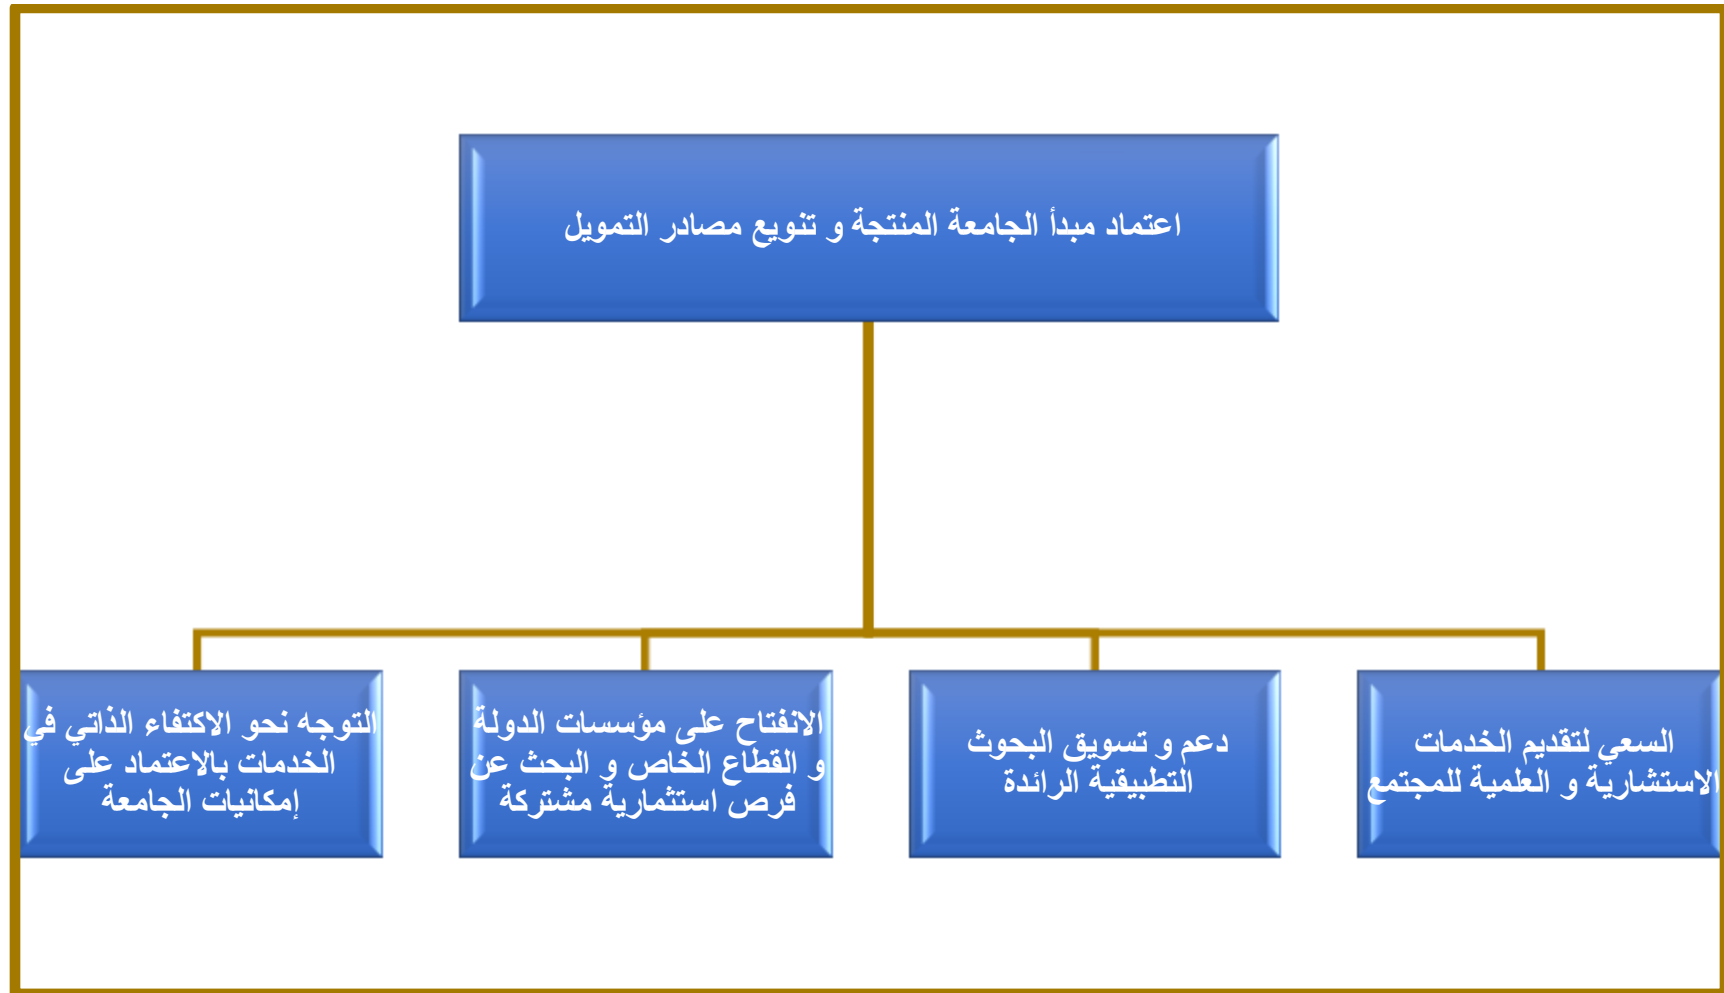 اعتماد مبدأ الجامعة المنتجة و تنويع مصادر التمويل
السعي لتقديم الخدمات
الاستشارية و العلمية للمجتمع
دعم و تسويق البحوث
التطبيقية الرائدة
الانفتاح على مؤسسات الدولة
و القطاع الخاص و البحث عن
فرص استثمارية مشتركة
التوجه نحو الاكتفاء الذاتي في
الخدمات بالاعتماد على
إمكانيات الجامعة